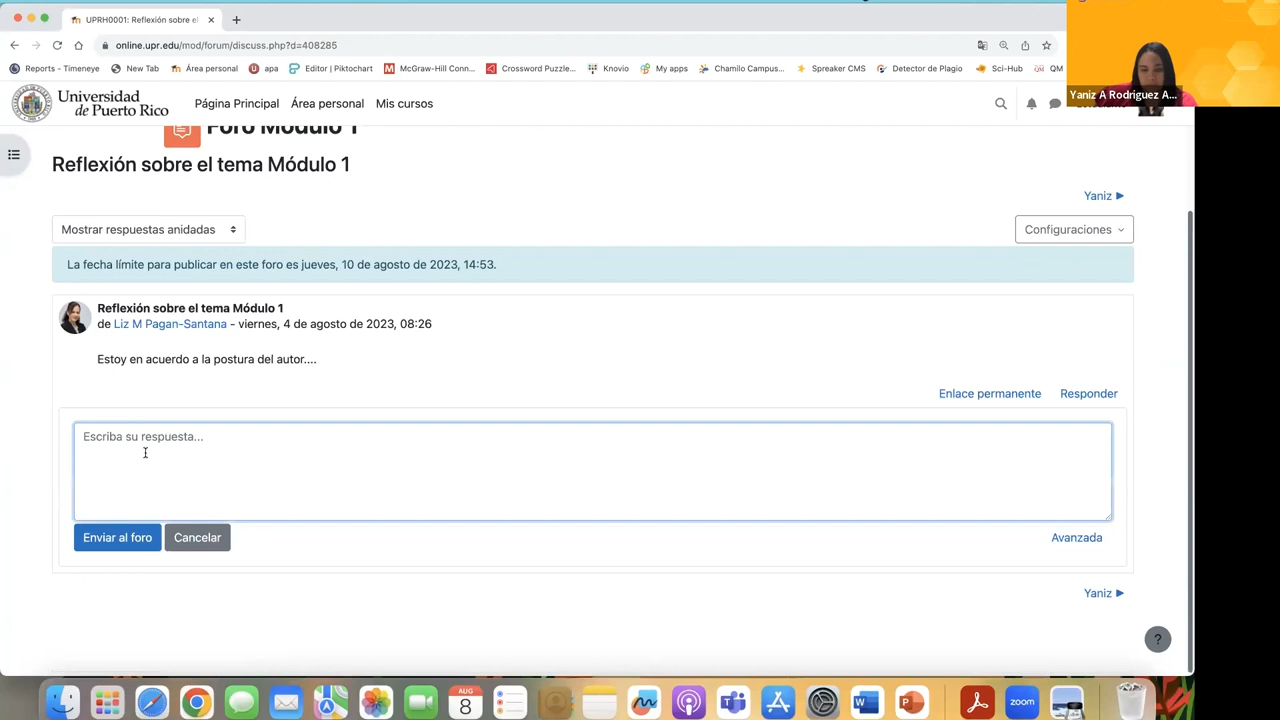 UPRH0001: Reflexión sobre el
online.upr.edu/mod/forum/discuss.php?d=408285
Reports - Timeneye
New Tab
Área personal
apa
Editor | Piktochart
McGraw-Hill Conn...
Crossword Puzzle...
Knovio
My apps
Chamilo Campus...
Spreaker CMS
Detector de Plagio
Sci-Hub
QM
Yaniz A Rodríguez A...
Universidad
de Puerto Rico
Página Principal
Área personal
Mis cursos
Foro Módulo 1
Reflexión sobre el tema Módulo 1
Yaniz ►
Mostrar respuestas anidadas
Configuraciones
La fecha límite para publicar en este foro es jueves, 10 de agosto de 2023, 14:53.
Reflexión sobre el tema Módulo 1
de Liz M Pagan-Santana - viernes, 4 de agosto de 2023, 08:26
Estoy en acuerdo a la postura del autor....
Enlace permanente
Responder
Escriba su respuesta...
Enviar al foro
Cancelar
Avanzada
Yaniz ►
?
AUG
8
zoom